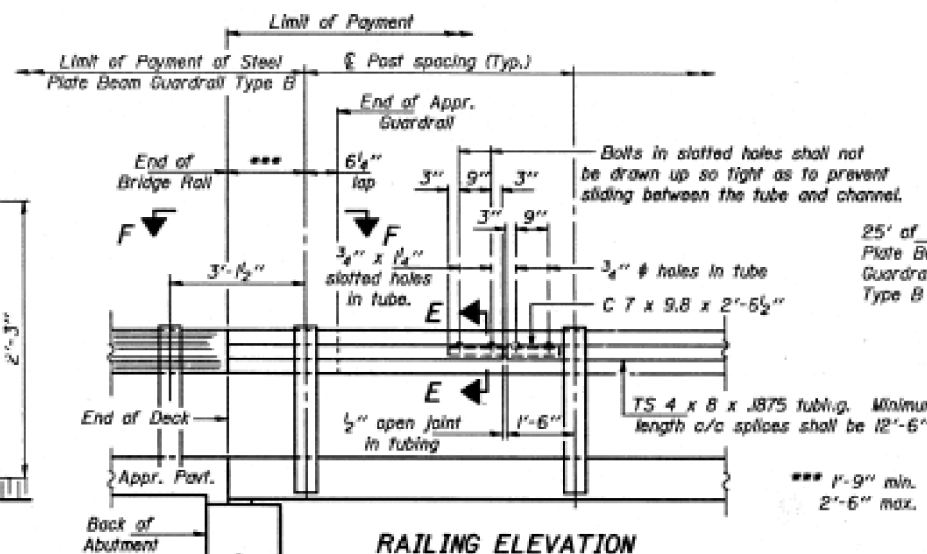 Limit of Payment
Limit of Payment of Steel
Plate Beam Guardrail Type B
℄ Post spacing (Typ.)
End of Appr.
Guardrail
End of
Bridge Rail
***
6¼"
lap
3" 9" 3"
Bolts in slotted holes shall not
be drawn up so tight as to prevent
sliding between the tube and channel.
F F
3" 9"
3'-1½"
¾" x 1¼"
slotted holes
in tube.
¾" ϕ holes in tube
25' of
Plate Be
Guardra
Type B
C 7 x 9.8 x 2'-5½"
E
2'-3"
E
End of Deck
½" open joint
in tubing
1'-6"
TS 4 x 8 x .1875 tubing. Minimum
length c/c splices shall be 12'-6"
Appr. Pavt.
*** 1'-9" min.
2'-6" max.
Back of
Abutment
RAILING ELEVATION